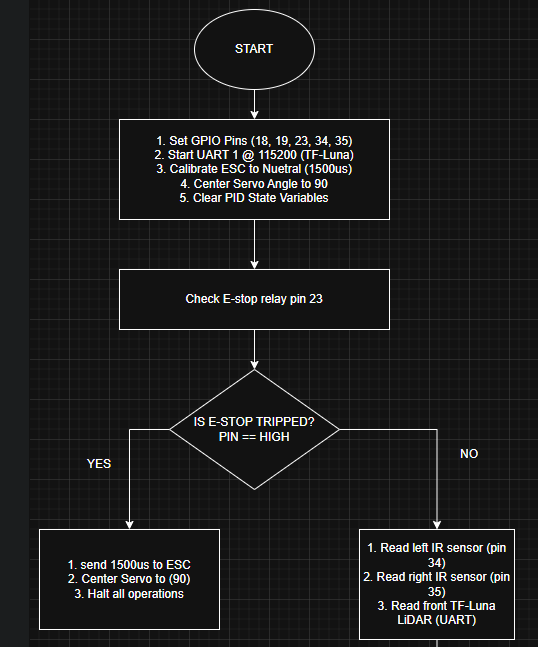 START
1. Set GPIO Pins (18, 19, 23, 34, 35)
2. Start UART 1 @ 115200 (TF-Luna)
3. Calibrate ESC to Nuetral (1500us)
4. Center Servo Angle to 90
5. Clear PID State Variables
Check E-stop relay pin 23
IS E-STOP TRIPPED?
PIN == HIGH
YES
NO
1. send 1500us to ESC
2. Center Servo to (90)
3. Halt all operations
1. Read left IR sensor (pin
34)
2. Read right IR sensor (pin
35)
3. Read front TF-Luna
LiDAR (UART)